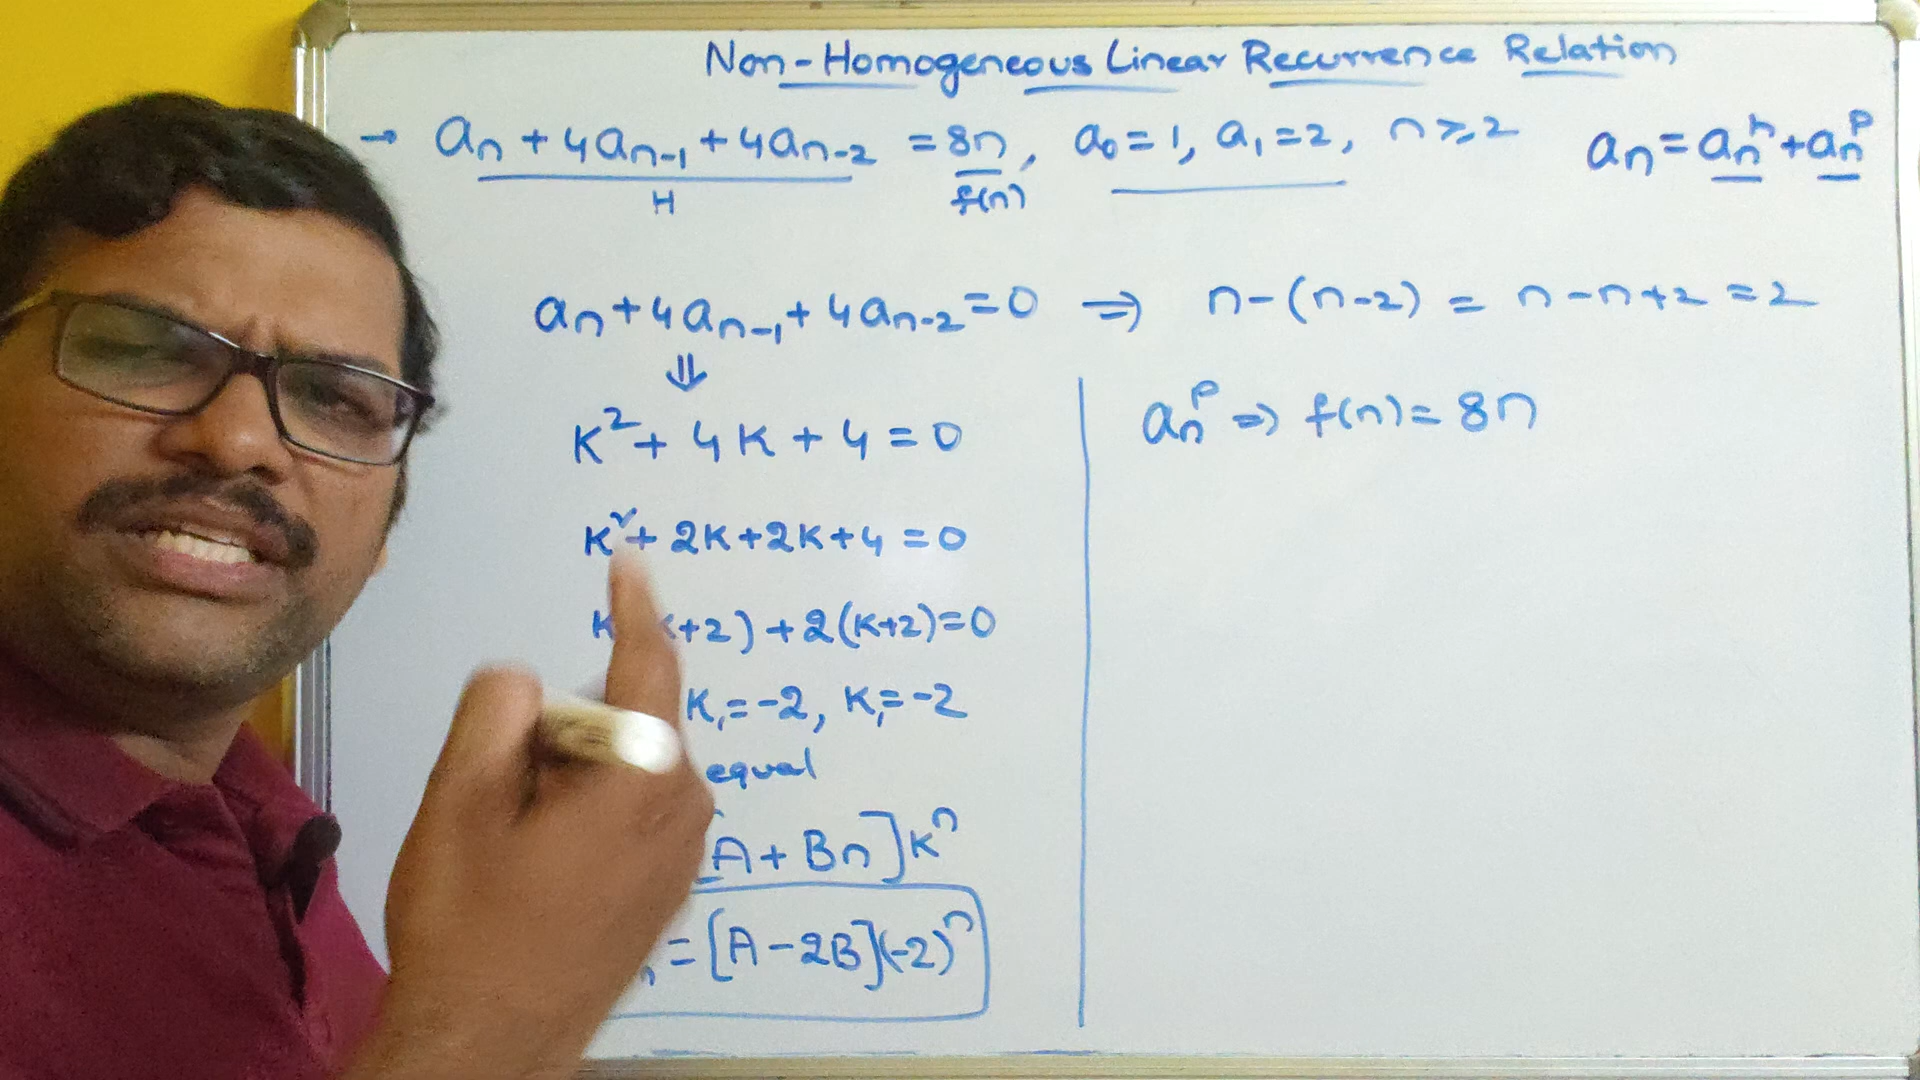 Non-Homogeneous Linear Recurrence Relation
→ aₙ + 4aₙ₋₁ + 4aₙ₋₂ = 8n, a₀ = 1, a₁ = 2, n ≥ 2 aₙ = aₙʰ + aₙᵖ
H f(n)
aₙ + 4aₙ₋₁ + 4aₙ₋₂ = 0 ⇒ n - (n-2) = n - n + 2 = 2
⇓
K² + 4K + 4 = 0
K² + 2K + 2K + 4 = 0
K +2) + 2(K+2) = 0
K₁ = -2, K₁ = -2
equal
[A + Bn]Kⁿ
= [A - 2B](-2)ⁿ
aₙᵖ ⇒ f(n) = 8n